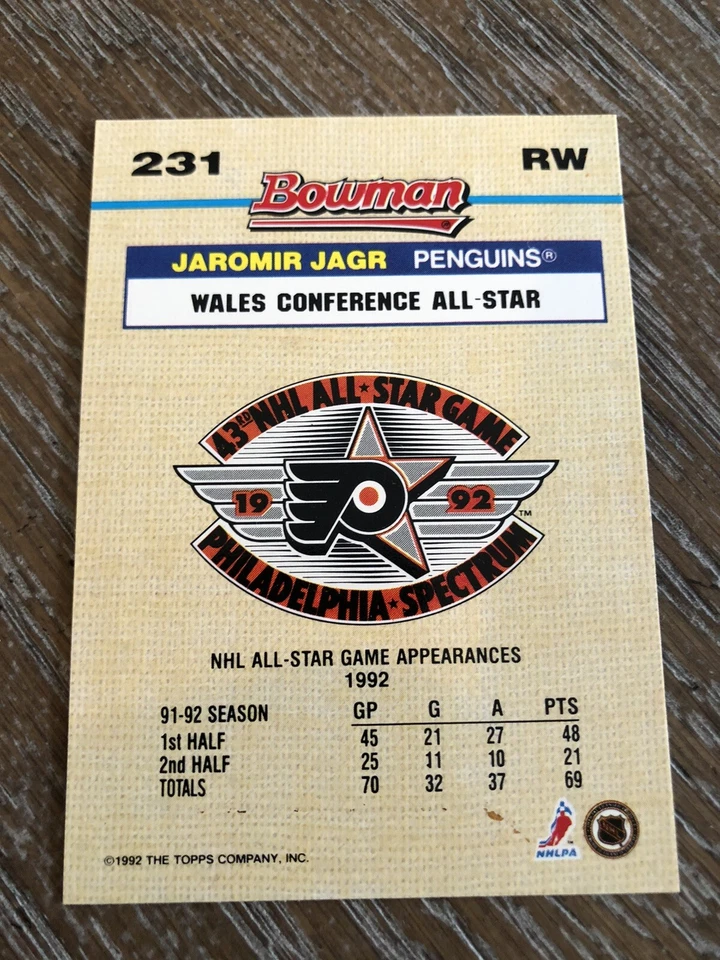 231 RW
Bowman
JAROMIR JAGR PENGUINS®
WALES CONFERENCE ALL-STAR
43RD NHL ALL★STAR GAME
19 92
PHILADELPHIA★SPECTRUM™
NHL ALL-STAR GAME APPEARANCES
1992
91-92 SEASON GP G A PTS
1st HALF 45 21 27 48
2nd HALF 25 11 10 21
TOTALS 70 32 37 69
NHLPA
©1992 THE TOPPS COMPANY, INC.